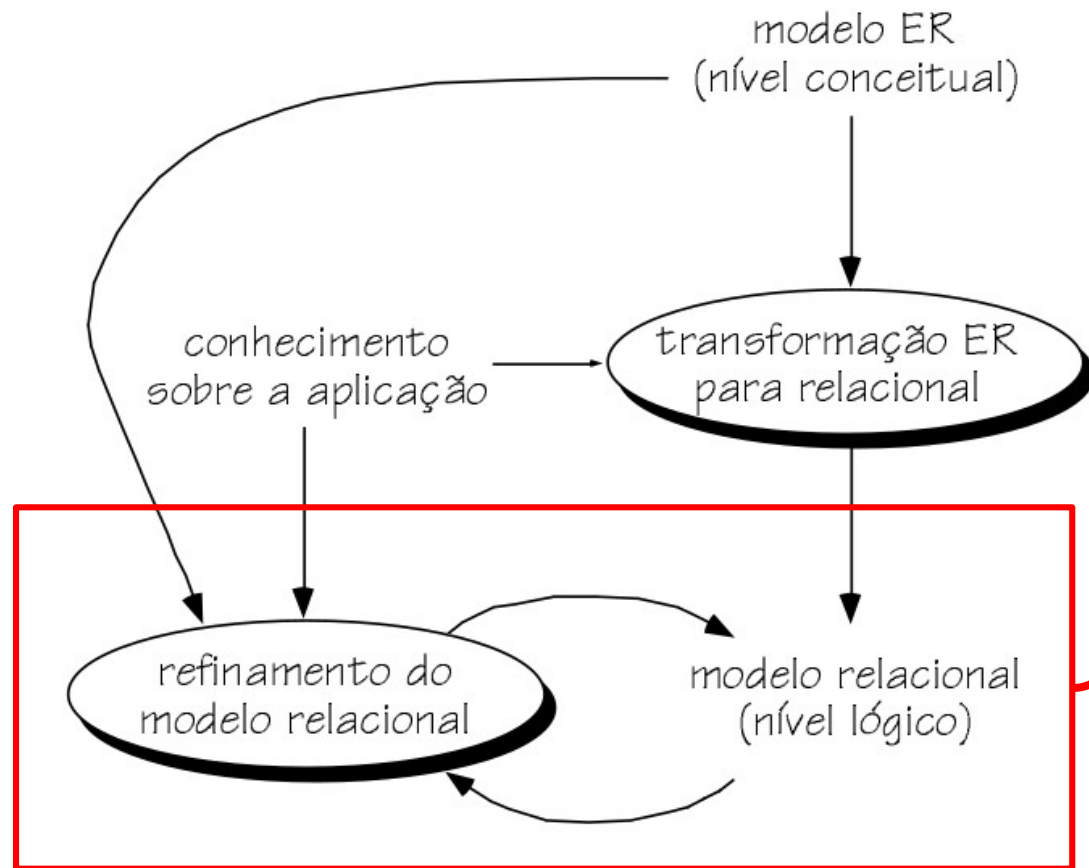 modelo ER
(nível conceitual)
conhecimento
sobre a aplicação
transformação ER
para relacional
refinamento do
modelo relacional
modelo relacional
(nível lógico)